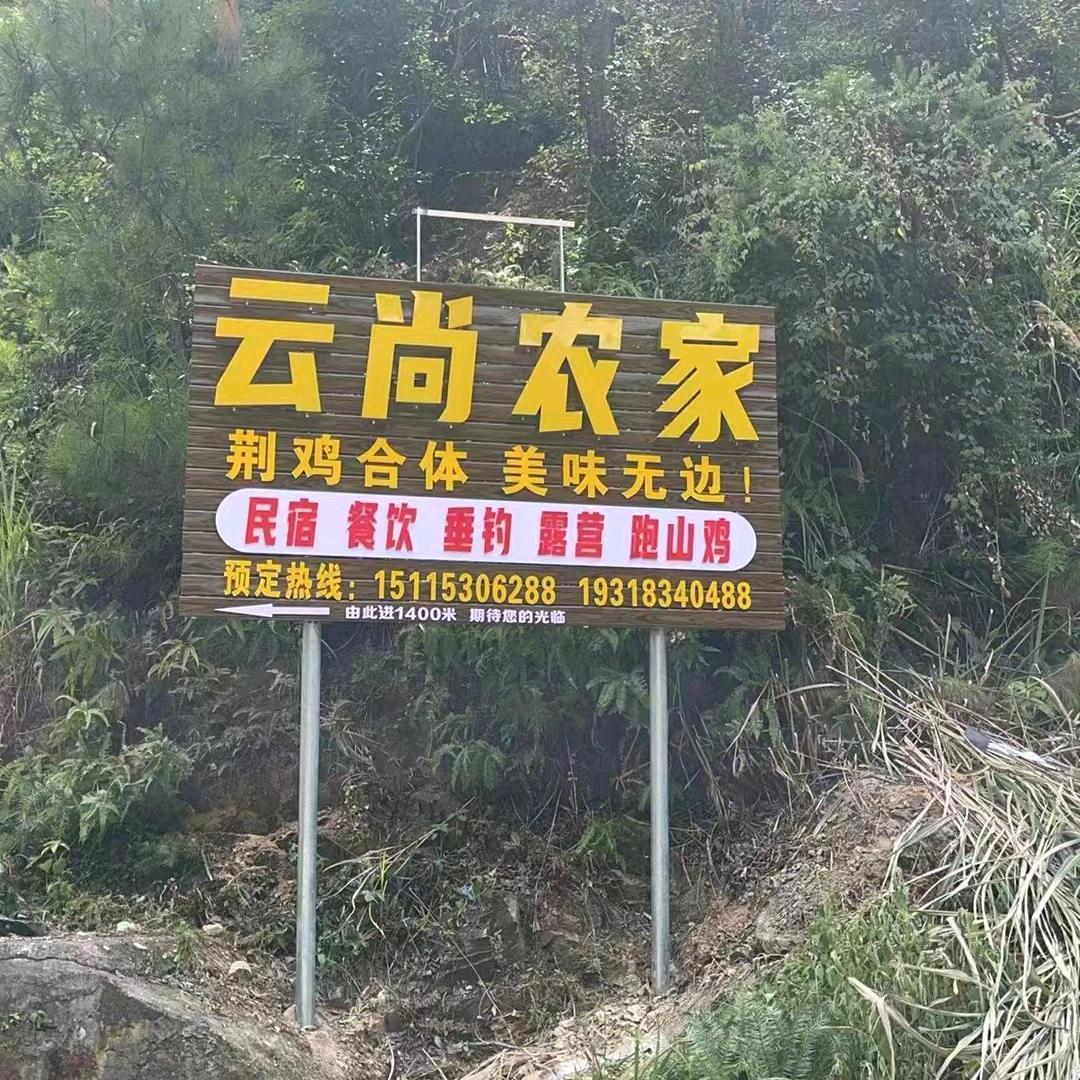 云尚农家
荆鸡合体 美味无边!
民宿 餐饮 垂钓 露营 跑山鸡
预定热线: 15115306288 19318340488
由此进1400米 期待您的光临